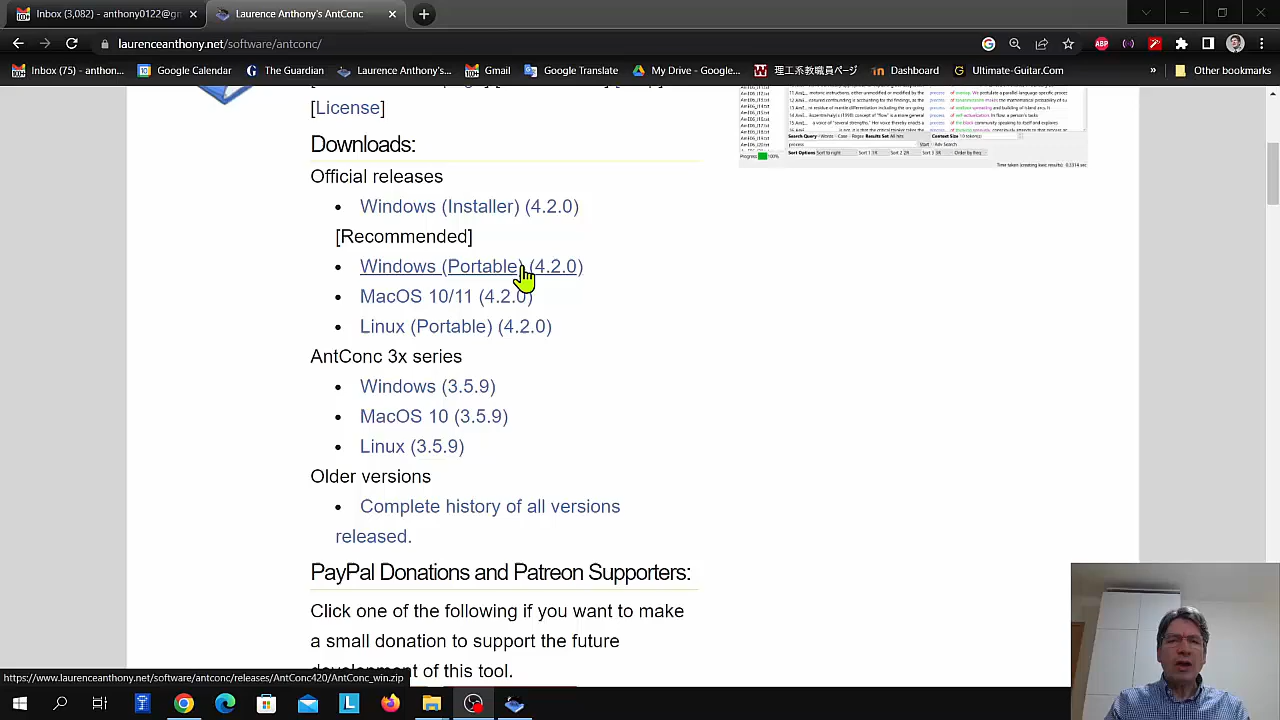 Inbox (3,082) - anthony0122@gm
Laurence Anthony's AntConc
laurenceanthony.net/software/antconc/
Inbox (75) - anthon...
Google Calendar
The Guardian
Laurence Anthony's...
Gmail
Google Translate
My Drive - Google...
理工系教職員ページ
Dashboard
Ultimate-Guitar.Com
»
Other bookmarks
[License]
Downloads:
Official releases
• Windows (Installer) (4.2.0)
[Recommended]
• Windows (Portable) (4.2.0)
• MacOS 10/11 (4.2.0)
• Linux (Portable) (4.2.0)
AntConc 3x series
• Windows (3.5.9)
• MacOS 10 (3.5.9)
• Linux (3.5.9)
Older versions
• Complete history of all versions
released.
PayPal Donations and Patreon Supporters:
Click one of the following if you want to make
a small donation to support the future
development of this tool.
https://www.laurenceanthony.net/software/antconc/releases/AntConc420/AntConc_win.zip